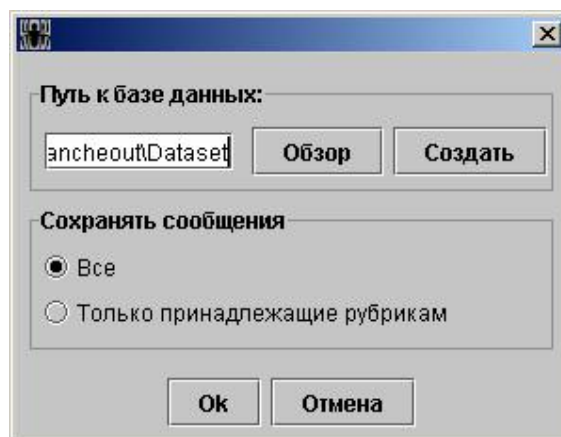 Путь к базе данных:
ancheout\Dataset Обзор Создать
Сохранять сообщения
Все
Только принадлежащие рубрикам
Ok Отмена